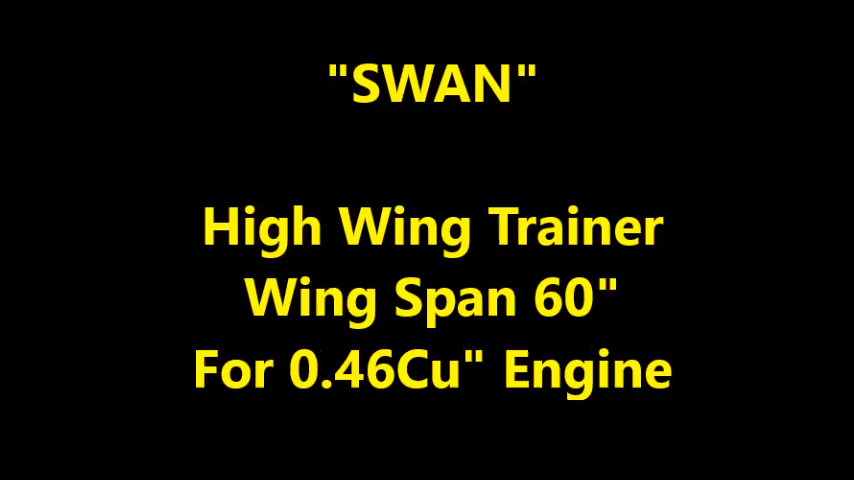 "SWAN"
High Wing Trainer
Wing Span 60"
For 0.46Cu" Engine